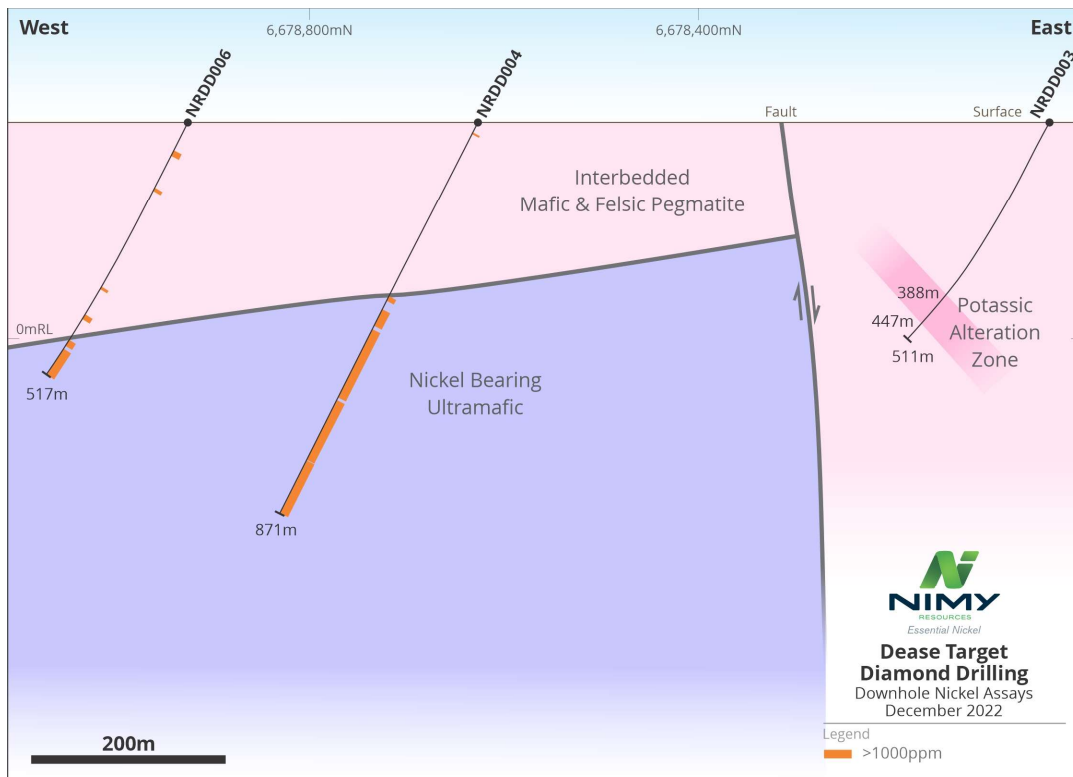 West
6,678,800mN
6,678,400mN
East
NRDD006
NRDD004
NRDD003
Fault
Surface
Interbedded
Mafic & Felsic Pegmatite
0mRL
388m
447m
511m
Potassic
Alteration
Zone
517m
Nickel Bearing
Ultramafic
871m
NIMY
RESOURCES
Essential Nickel
Dease Target
Diamond Drilling
Downhole Nickel Assays
December 2022
Legend
>1000ppm
200m